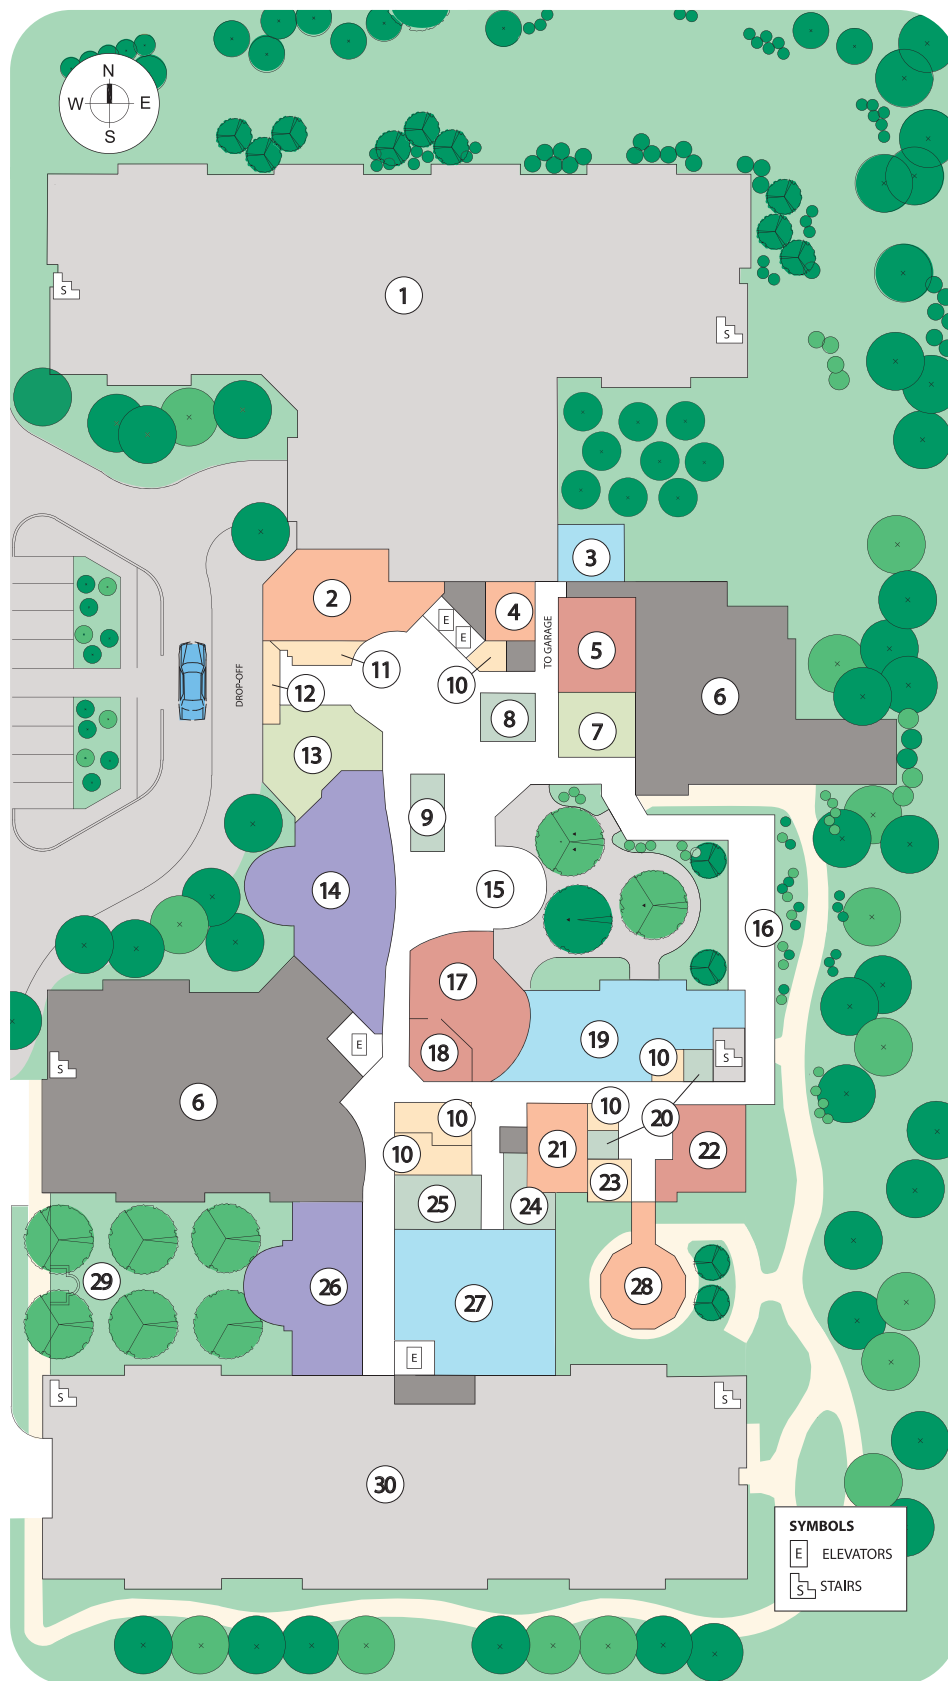 N
W E
S
1
S
S
3
2
4
E
E
TO GARAGE
5
11
10
12
6
DROP-OFF
8
7
13
9
14
15
16
17
19
E
18
10
S
S
6
10
10
20
21
22
10
23
25
24
29
26
28
27
E
S
S
30
SYMBOLS
E ELEVATORS
S STAIRS